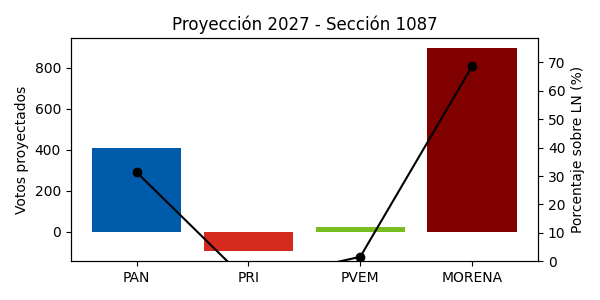 Proyección 2027 - Sección 1087
Votos proyectados
800
600
400
200
0
PAN
PRI
PVEM
MORENA
70
60
50
40
30
20
10
0
Porcentaje sobre LN (%)